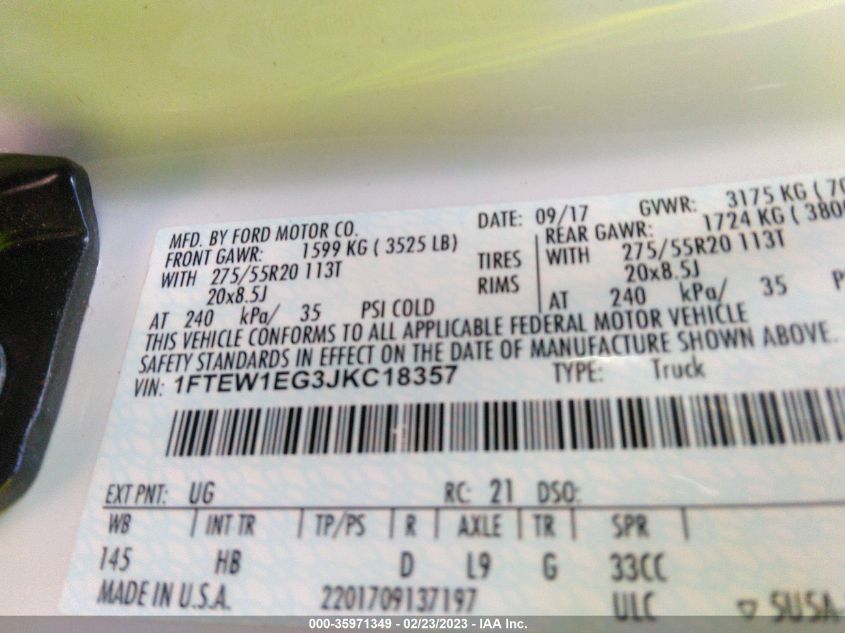 MFD. BY FORD MOTOR CO. DATE: 09/17 GVWR: 3175 KG ( 70
FRONT GAWR: 1599 KG ( 3525 LB) REAR GAWR: 1724 KG ( 380
WITH 275/55R20 113T TIRES WITH 275/55R20 113T
20x8.5J RIMS 20x8.5J
AT 240 kPa/ 35 PSI COLD AT 240 kPa/ 35
THIS VEHICLE CONFORMS TO ALL APPLICABLE FEDERAL MOTOR VEHICLE
SAFETY STANDARDS IN EFFECT ON THE DATE OF MANUFACTURE SHOWN ABOVE.
VIN: 1FTEW1EG3JKC18357 TYPE: Truck
EXT PNT: UG RC: 21 DSO:
WB INT TR TP/PS R AXLE TR SPR
145 HB D L9 G 33CC
MADE IN U.S.A. 2201709137197 ULC ▽ SUSA
000-35971349 - 02/23/2023 - IAA Inc.